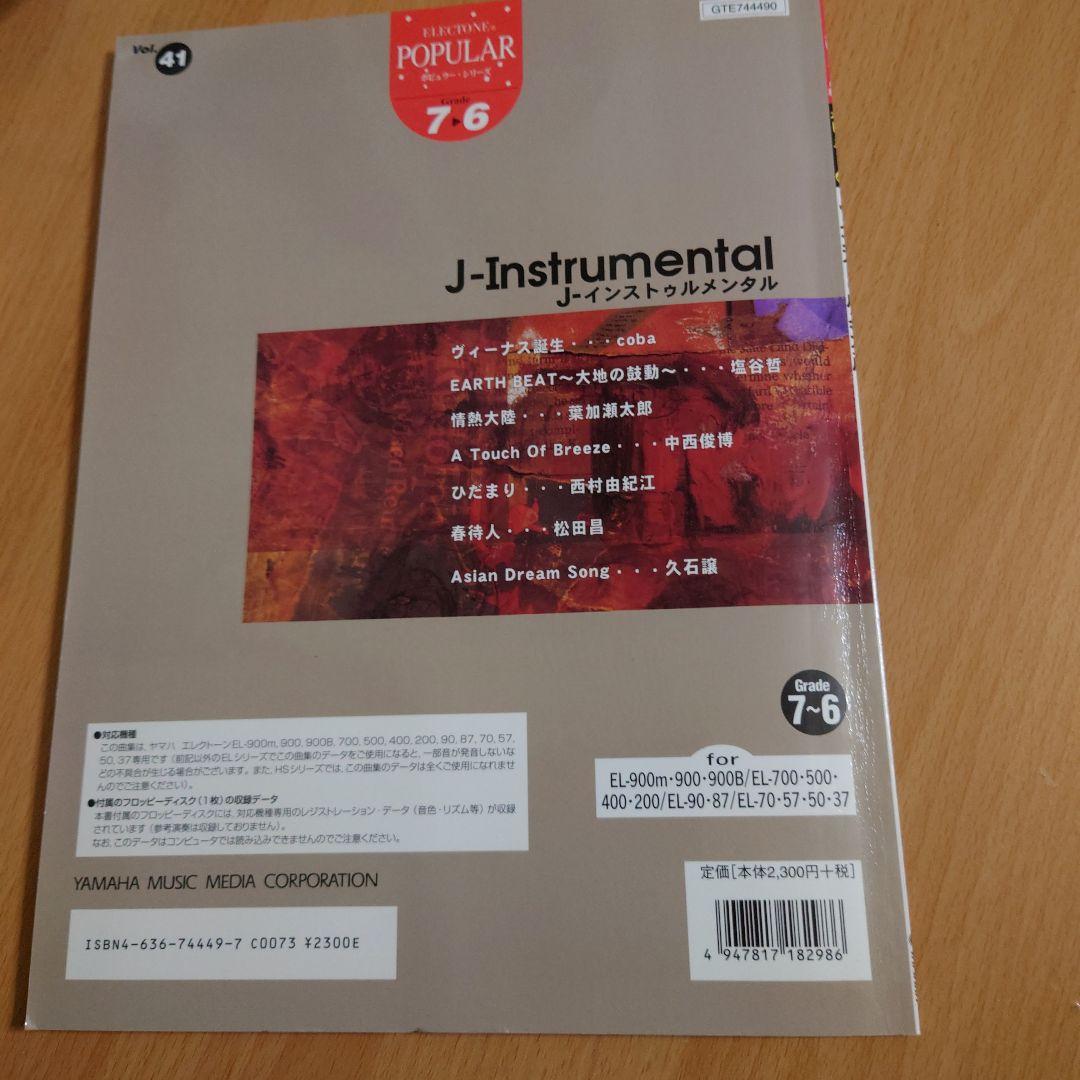 Vol. 41
ELECTONE®
POPULAR
ポピュラー・シリーズ
Grade
7▶6
GTE744490
J-Instrumental
J-インストゥルメンタル
ヴィーナス誕生・・・coba
EARTH BEAT〜大地の鼓動〜・・・塩谷哲
情熱大陸・・・葉加瀬太郎
A Touch Of Breeze・・・中西俊博
ひだまり・・・西村由紀江
春待人・・・松田昌
Asian Dream Song・・・久石譲
Grade
7〜6
●対応機種
この曲集は、ヤマハ エレクトーンEL-900m, 900, 900B, 700, 500, 400, 200, 90, 87, 70, 57,
50, 37専用です(前記以外のELシリーズでこの曲集のデータをご使用になると、一部音が発音しないな
どの不具合が生じる場合がございます。また、HSシリーズでは、この曲集のデータは全くご使用になれませ
んのでご注意ください)。
●付属のフロッピーディスク(1枚)の収録データ
本書付属のフロッピーディスクには、対応機種専用のレジストレーション・データ(音色・リズム等)が収録
されています(参考演奏は収録しておりません)。
なお、このデータはコンピュータでは読み込みできませんのでご注意ください。
for
EL-900m・900・900B/EL-700・500・
400・200/EL-90・87/EL-70・57・50・37
YAMAHA MUSIC MEDIA CORPORATION
定価[本体2,300円+税]
ISBN4-636-74449-7 C0073 ¥2300E
4 947817 182986